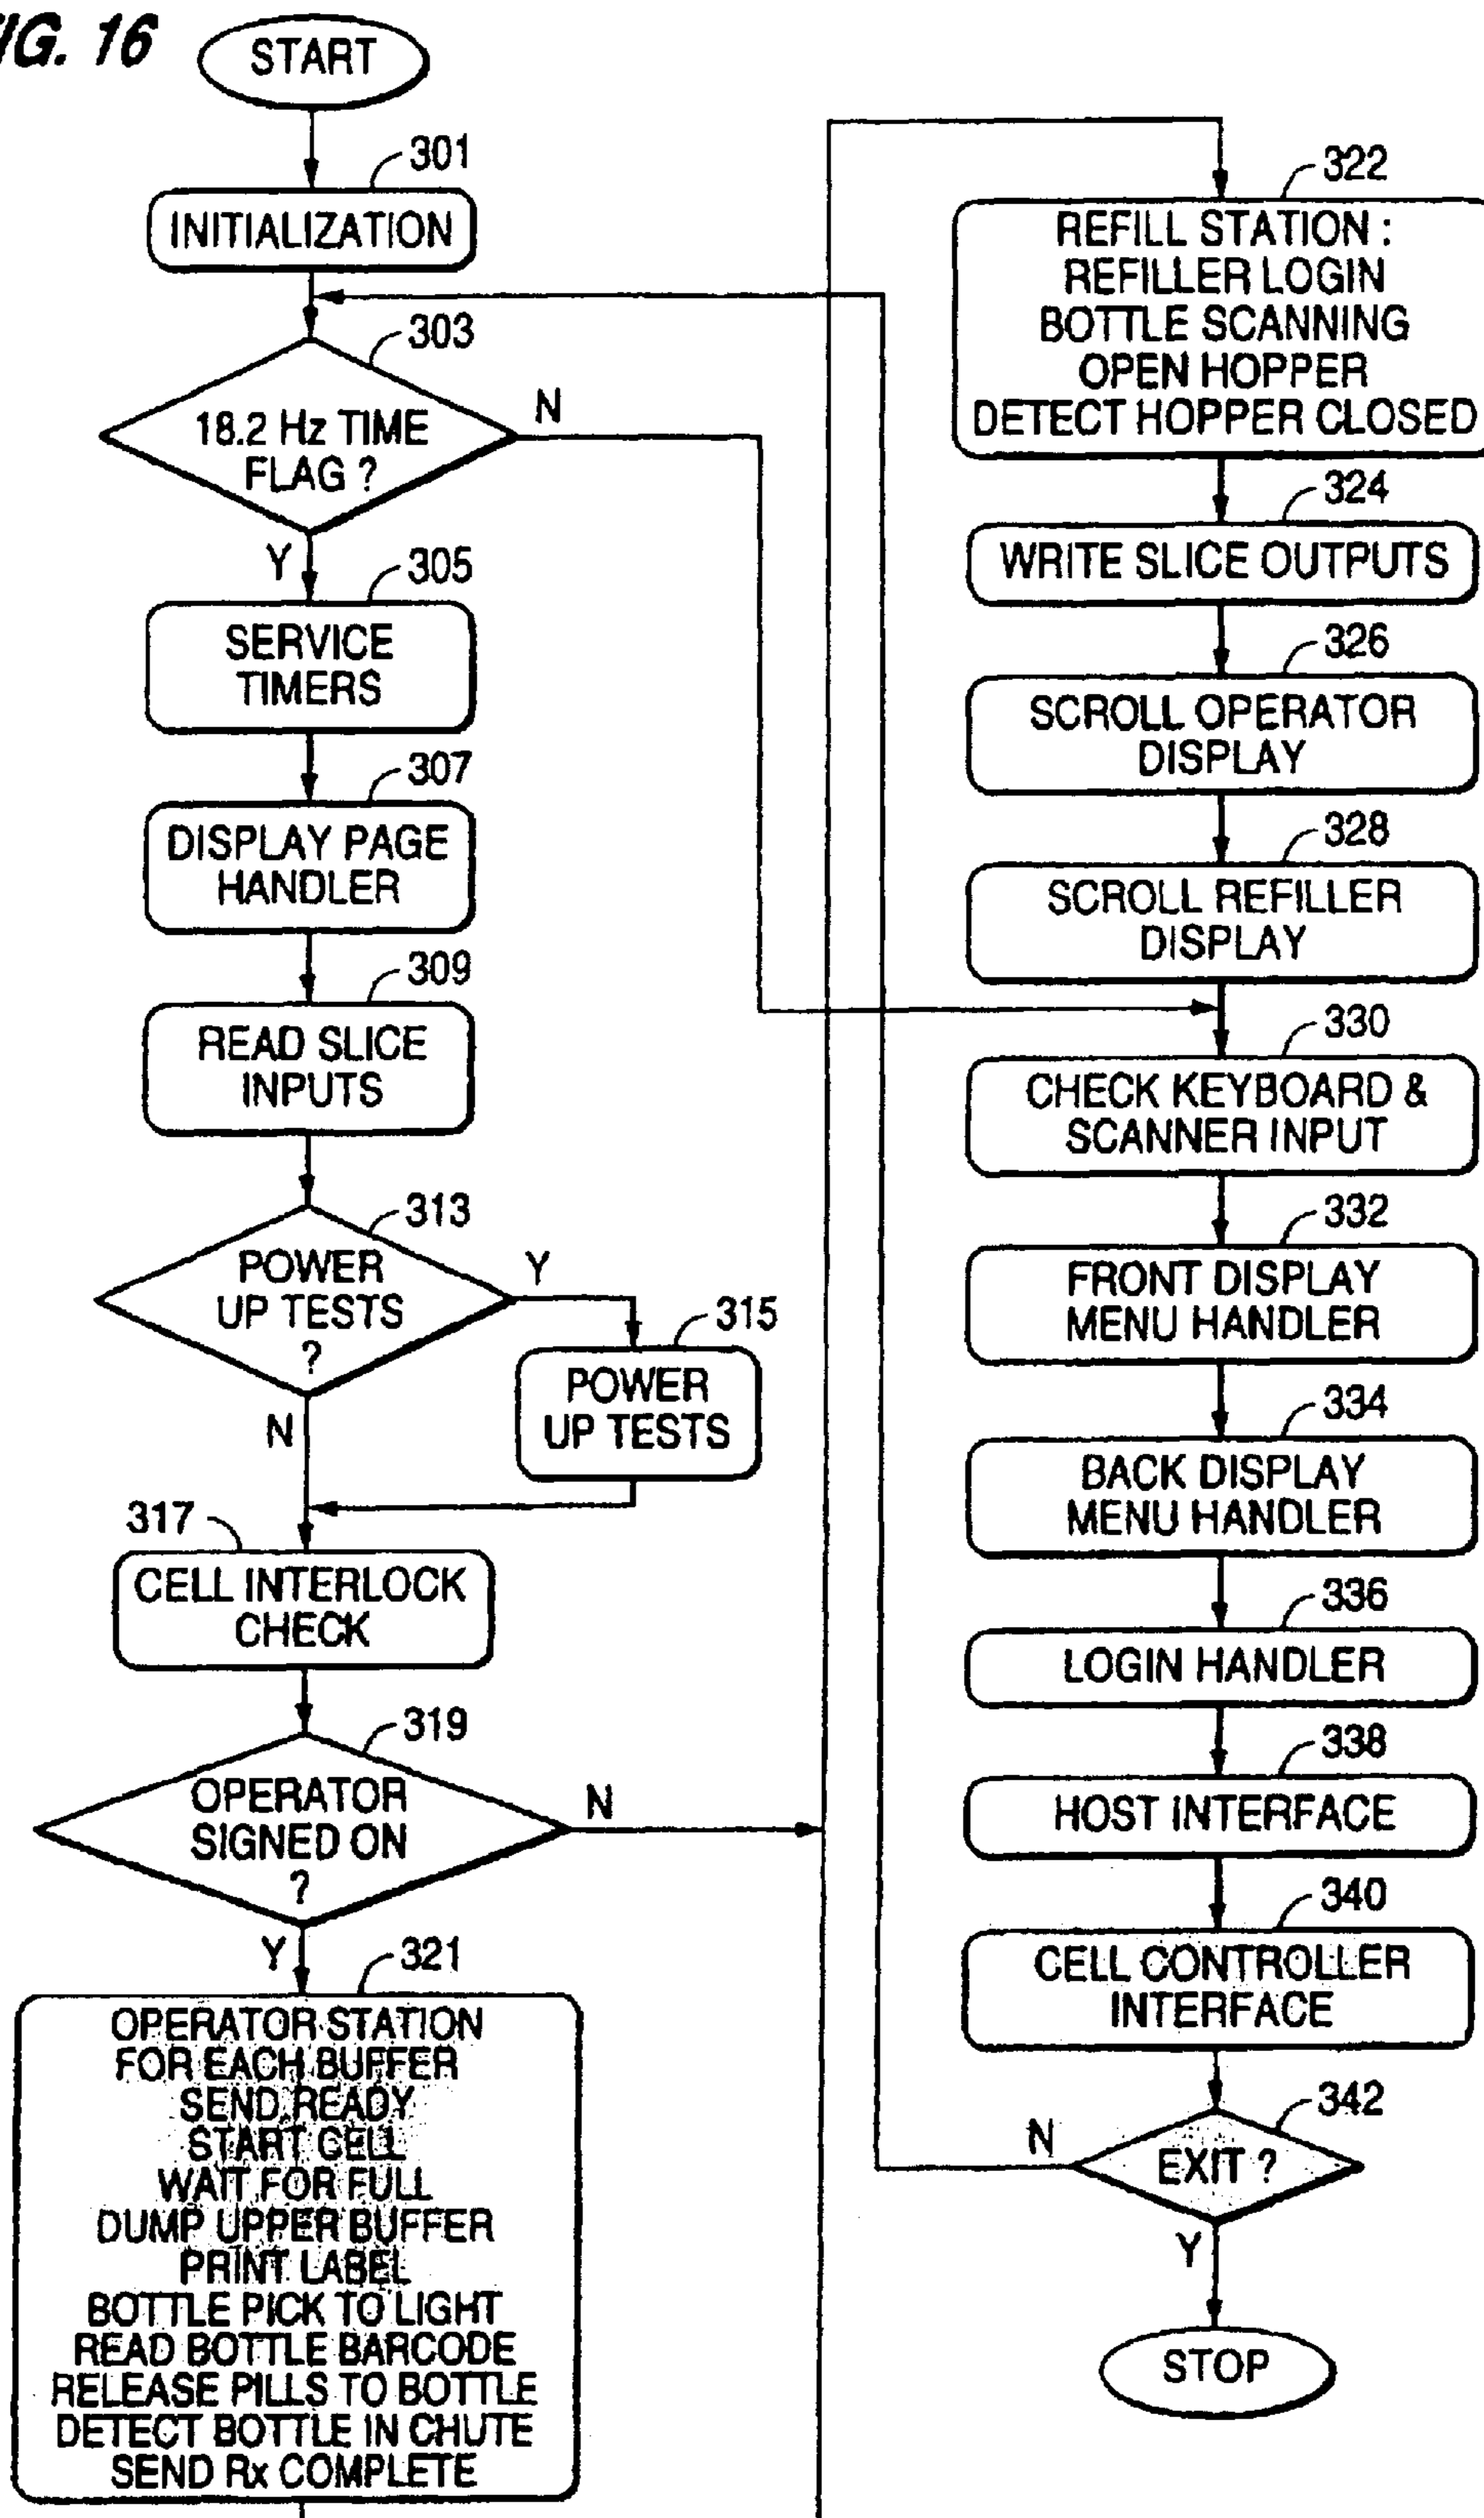 IG. 16
START
301
INITIALIZATION
303
18.2 Hz TIME
FLAG ?
N
Y
305
SERVICE
TIMERS
307
DISPLAY PAGE
HANDLER
309
READ SLICE
INPUTS
313
POWER
UP TESTS
?
Y
315
POWER
UP TESTS
N
317
CELL INTERLOCK
CHECK
319
OPERATOR
SIGNED ON
?
N
Y
321
OPERATOR STATION
FOR EACH BUFFER
SEND READY
START CELL
WAIT FOR FULL
DUMP UPPER BUFFER
PRINT LABEL
BOTTLE PICK TO LIGHT
READ BOTTLE BARCODE
RELEASE PILLS TO BOTTLE
DETECT BOTTLE IN CHUTE
SEND Rx COMPLETE
322
REFILL STATION :
REFILLER LOGIN
BOTTLE SCANNING
OPEN HOPPER
DETECT HOPPER CLOSED
324
WRITE SLICE OUTPUTS
326
SCROLL OPERATOR
DISPLAY
328
SCROLL REFILLER
DISPLAY
330
CHECK KEYBOARD &
SCANNER INPUT
332
FRONT DISPLAY
MENU HANDLER
334
BACK DISPLAY
MENU HANDLER
336
LOGIN HANDLER
338
HOST INTERFACE
340
CELL CONTROLLER
INTERFACE
342
N
EXIT ?
Y
STOP